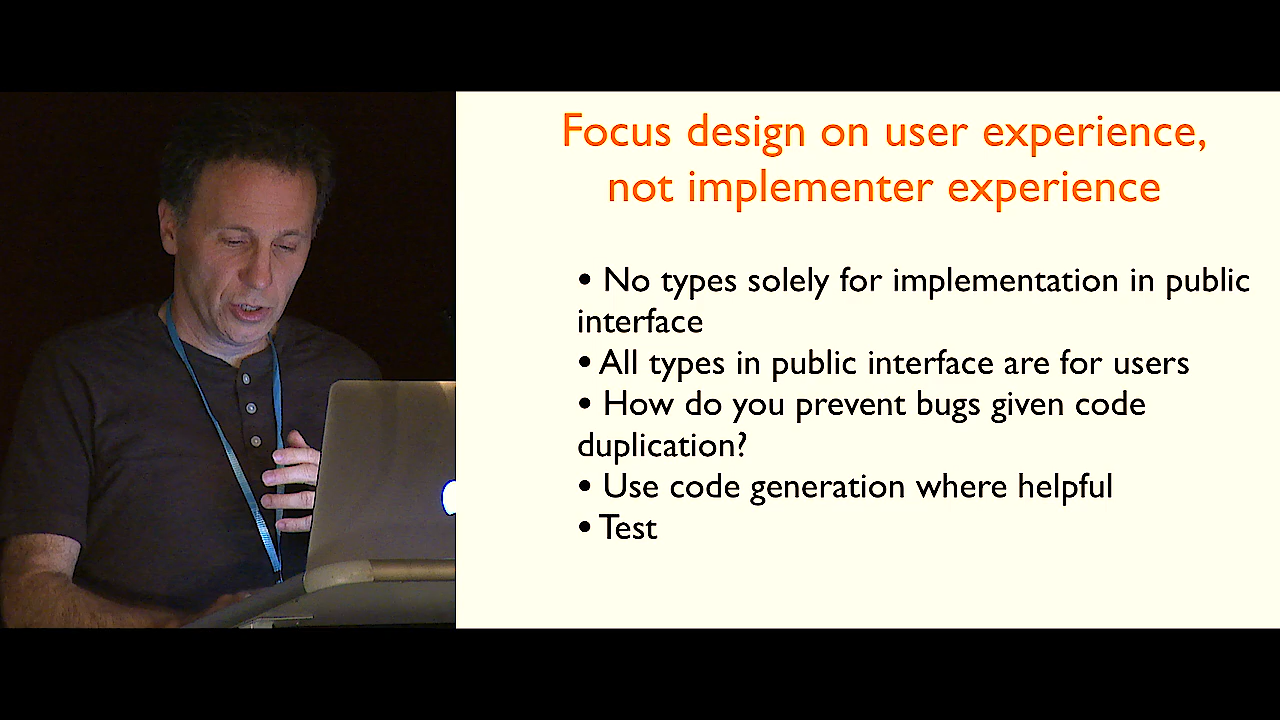 Focus design on user experience,
not implementer experience
• No types solely for implementation in public
interface
• All types in public interface are for users
• How do you prevent bugs given code
duplication?
• Use code generation where helpful
• Test